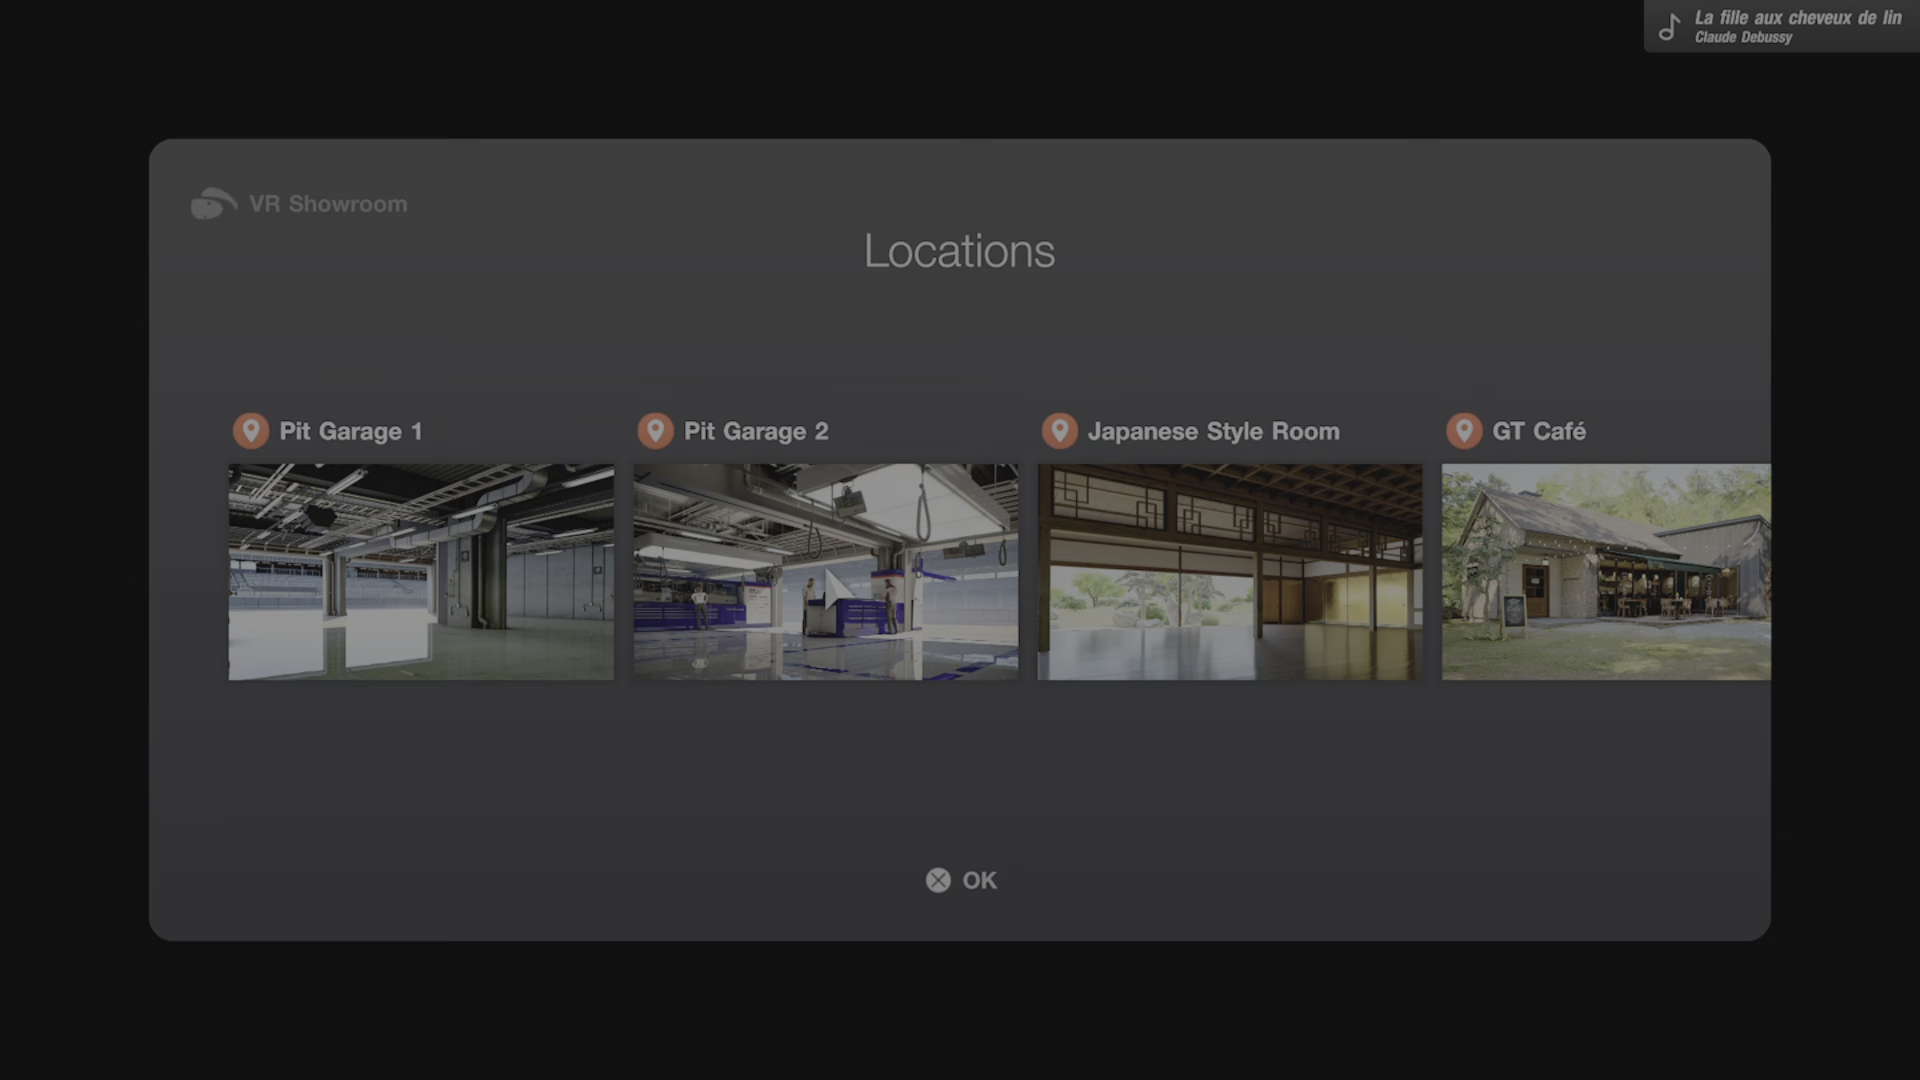 La fille aux cheveux de lin
Claude Debussy
VR Showroom
Locations
Pit Garage 1
Pit Garage 2
Japanese Style Room
GT Café
OK